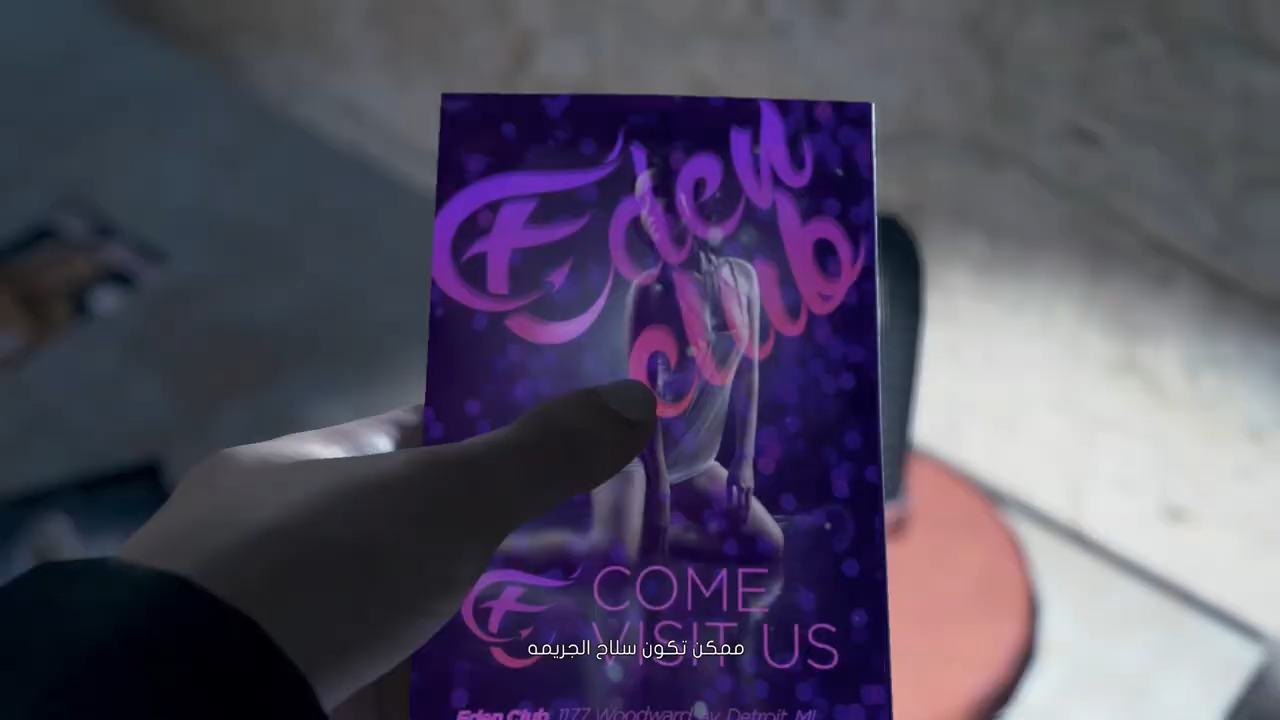 Eden
club
COME
VISIT US
ممكن تكون سلاح الجريمه
Eden Club, 1177 Woodward Av. Detroit, MI